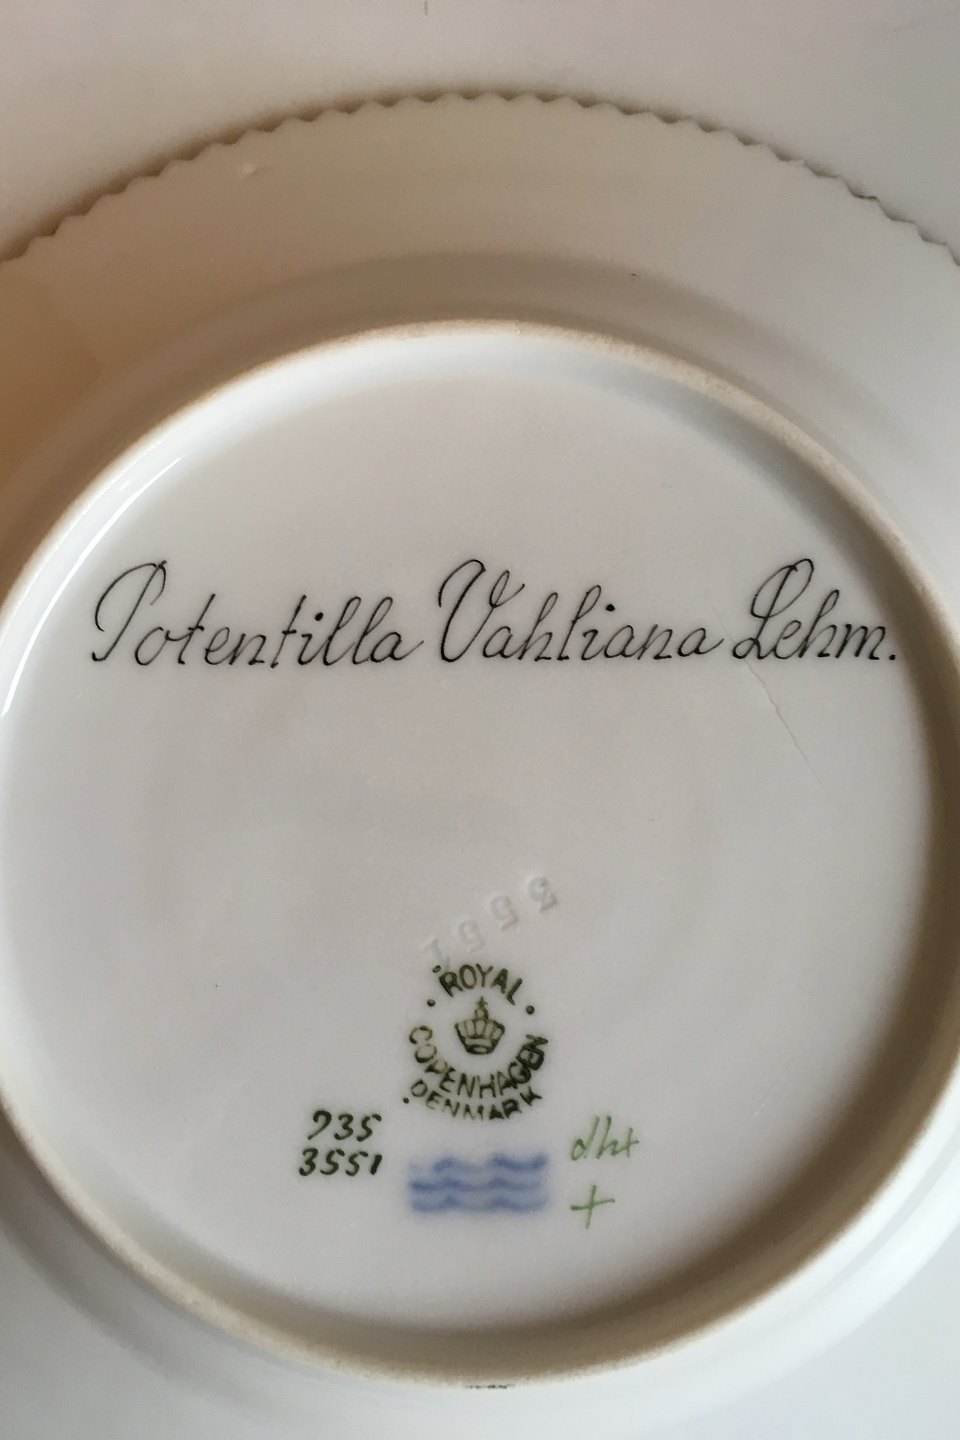 Potentilla Vahliana Lehm.
3551
ROYAL
COPENHAGEN
DENMARK
735
3551
dht
+